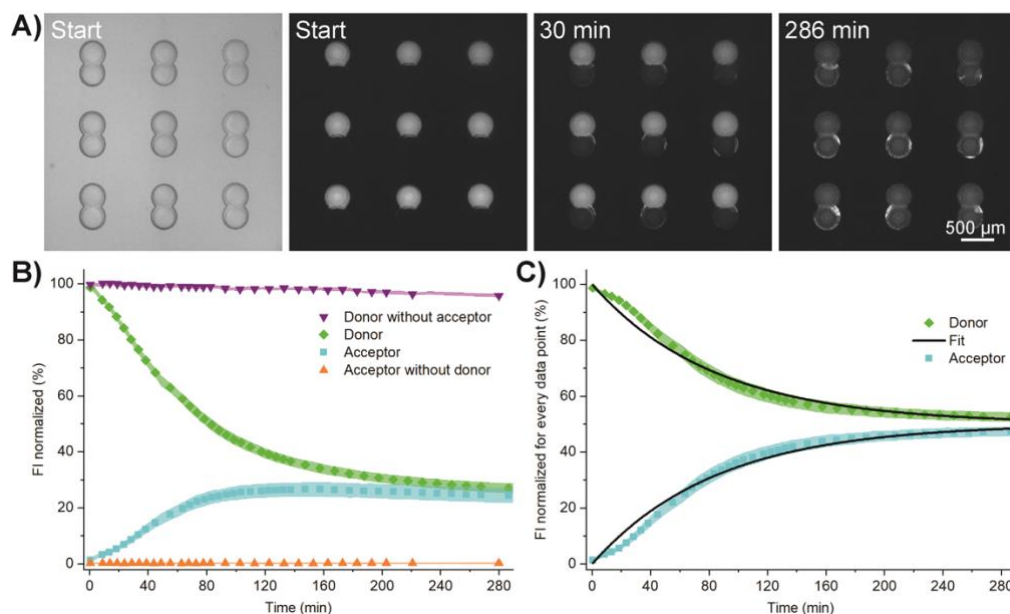 A)
Start
Start
30 min
286 min
500 µm
B)
FI normalized (%)
100
80
60
40
20
0
Donor without acceptor
Donor
Acceptor
Acceptor without donor
0 40 80 120 160 200 240 280
Time (min)
C)
FI normalized for every data point (%)
100
80
60
40
20
0
Donor
Fit
Acceptor
0 40 80 120 160 200 240 280
Time (min)